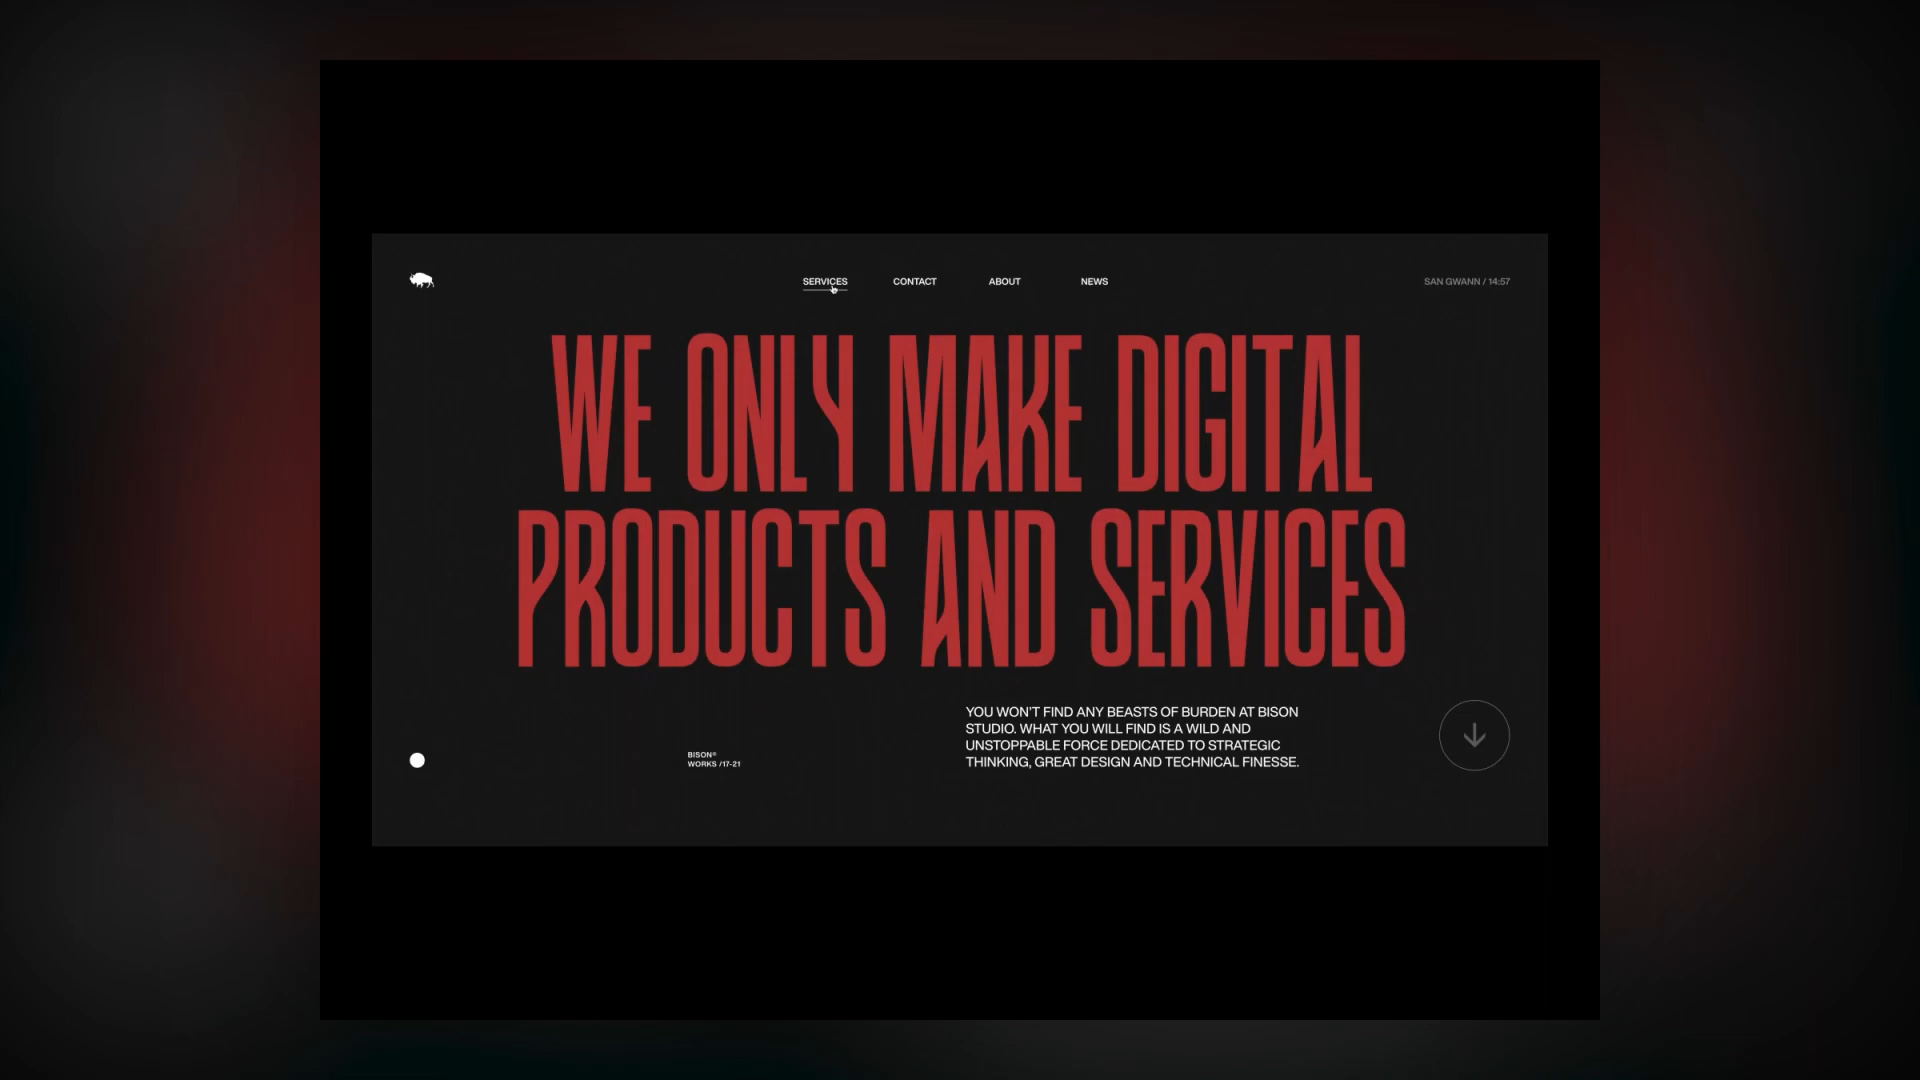 SERVICES CONTACT ABOUT NEWS SAN GWANN / 14:57
WE ONLY MAKE DIGITAL
PRODUCTS AND SERVICES
YOU WON'T FIND ANY BEASTS OF BURDEN AT BISON
STUDIO. WHAT YOU WILL FIND IS A WILD AND
UNSTOPPABLE FORCE DEDICATED TO STRATEGIC
THINKING, GREAT DESIGN AND TECHNICAL FINESSE.
BISON®
WORKS /17-21